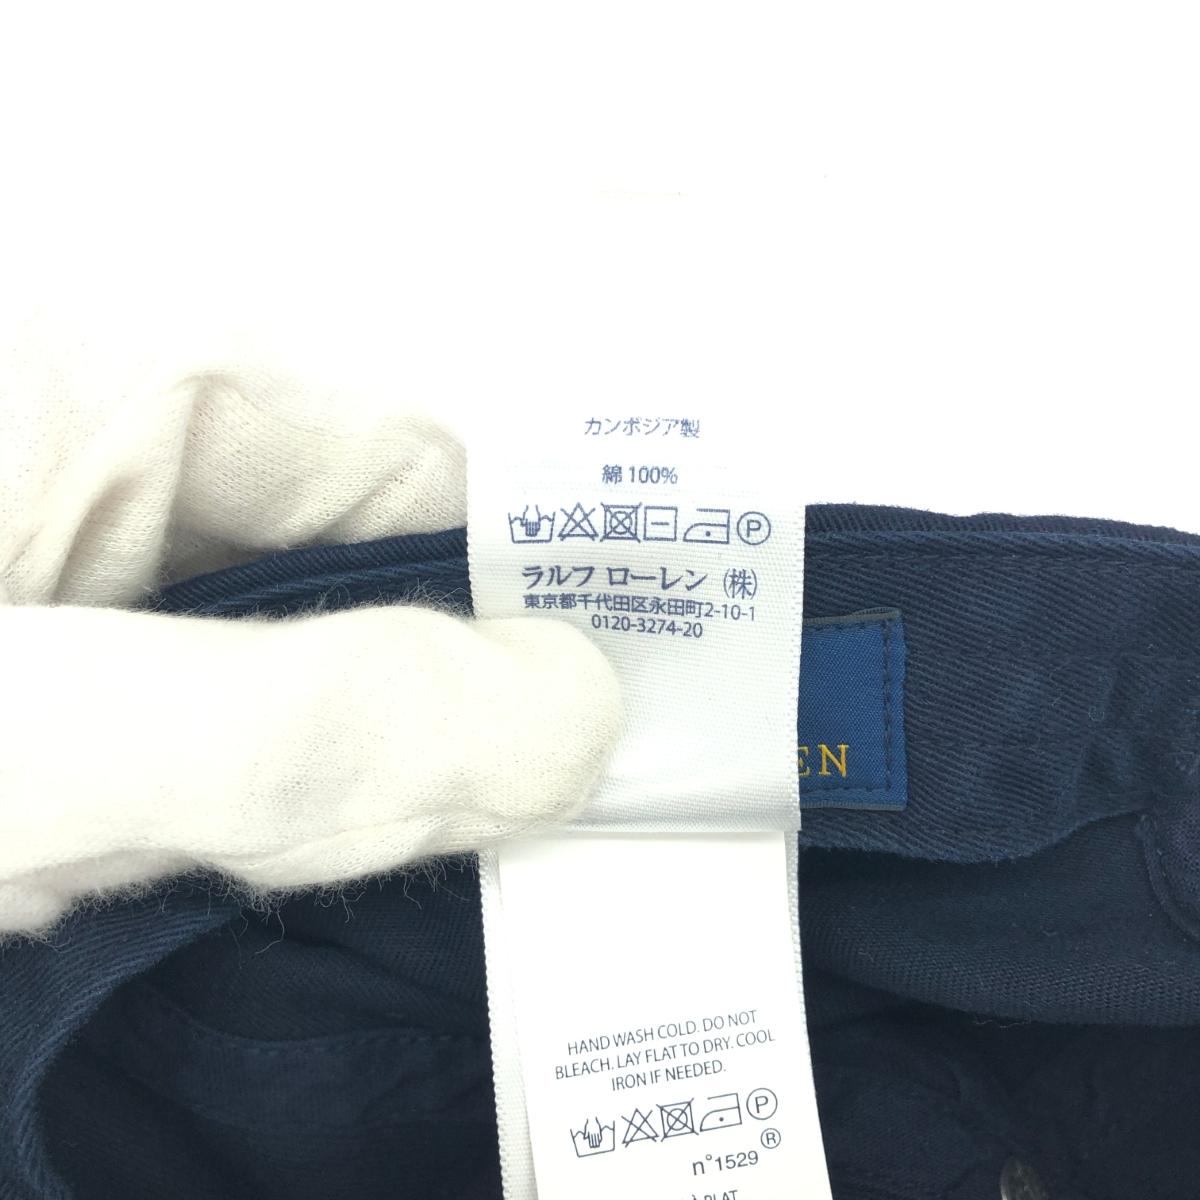 カンボジア製
綿 100%
P
ラルフ ローレン (株)
東京都千代田区永田町2-10-1
0120-3274-20
EN
HAND WASH COLD. DO NOT
BLEACH. LAY FLAT TO DRY. COOL
IRON IF NEEDED.
P
n°1529 ®
À PLAT